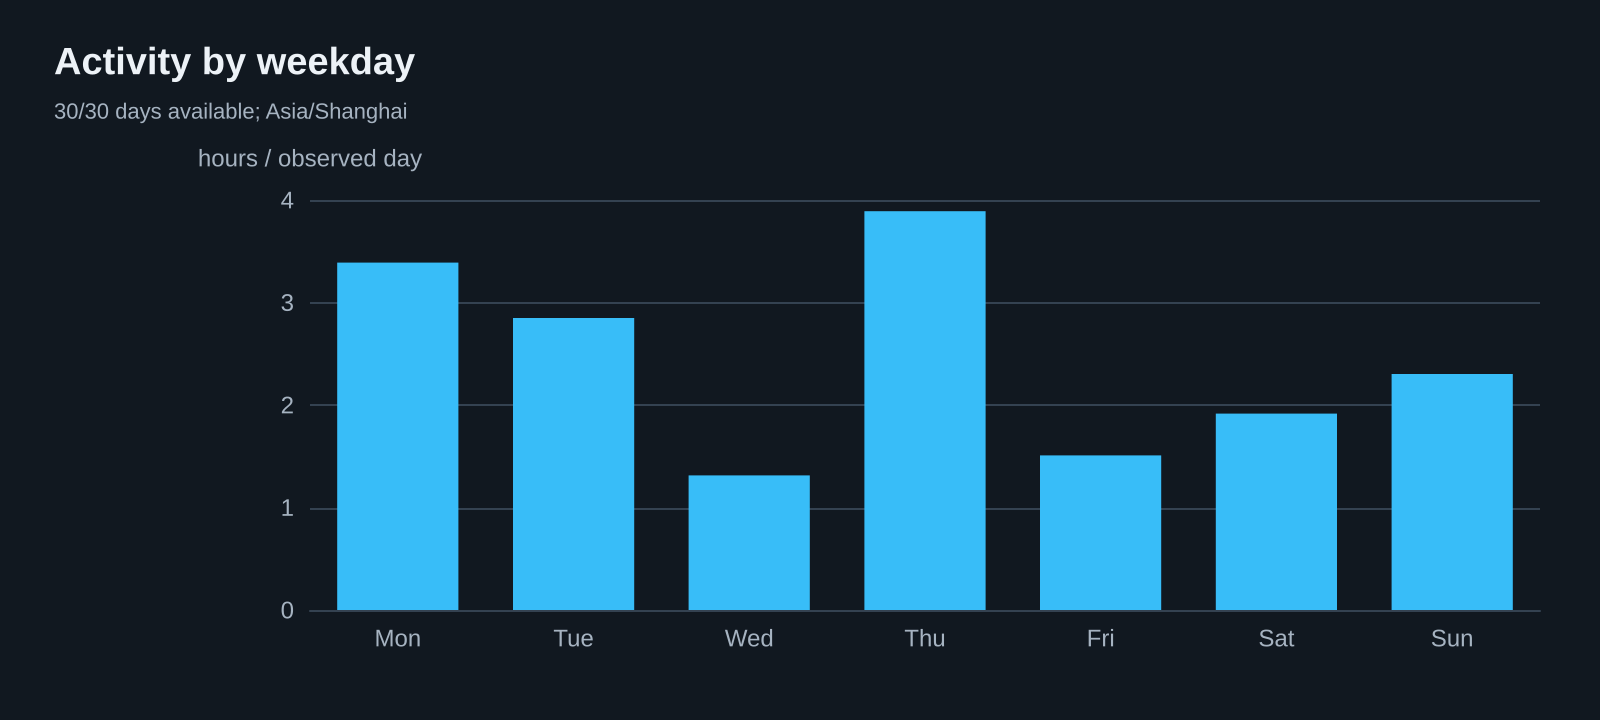 Activity by weekday
30/30 days available; Asia/Shanghai
hours / observed day
4
3
2
1
0
Mon Tue Wed Thu Fri Sat Sun